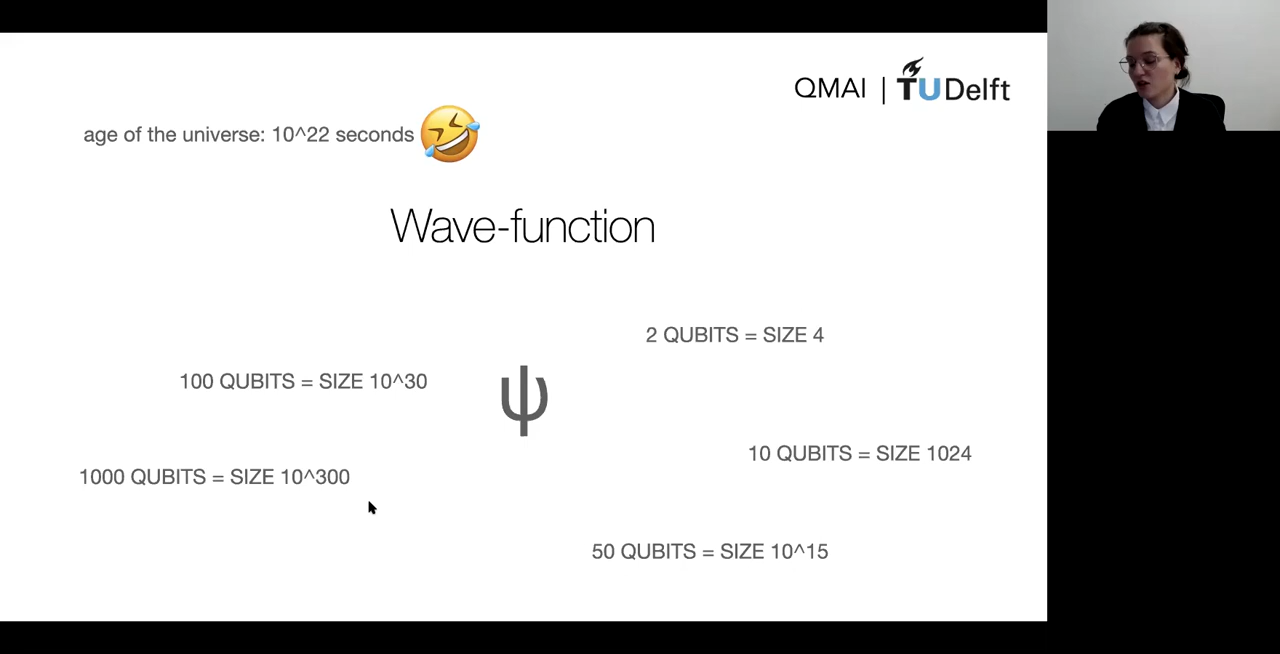 QMAI | TU Delft
age of the universe: 10^22 seconds
Wave-function
2 QUBITS = SIZE 4
100 QUBITS = SIZE 10^30
ψ
10 QUBITS = SIZE 1024
1000 QUBITS = SIZE 10^300
50 QUBITS = SIZE 10^15